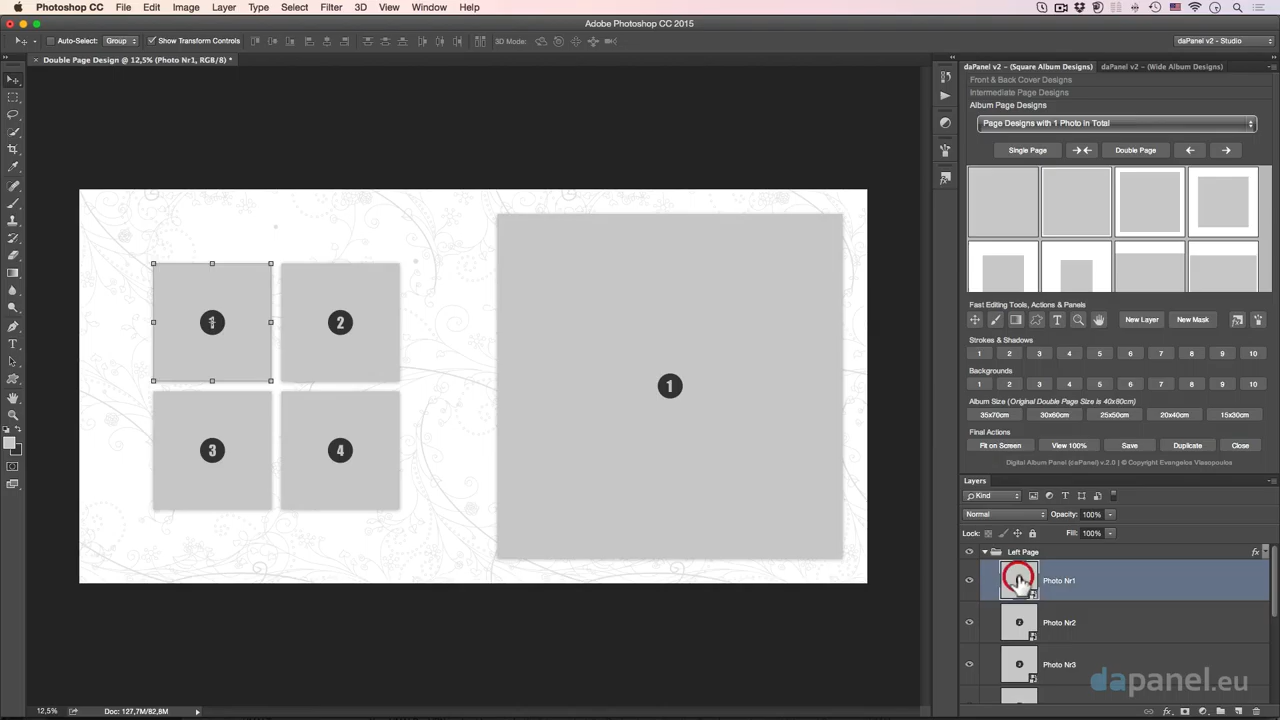 Photoshop CC File Edit Image Layer Type Select Filter 3D View Window Help
Adobe Photoshop CC 2015
Auto-Select: Group Show Transform Controls 3D Mode: daPanel v2 - Studio
Double Page Design @ 12,5% (Photo Nr1, RGB/8) *
daPanel v2 - (Square Album Designs) daPanel v2 - (Wide Album Designs)
Front & Back Cover Designs
Intermediate Page Designs
Album Page Designs
Page Designs with 1 Photo in Total
Single Page Double Page
1 2
1
3 4
Fast Editing Tools, Actions & Panels
New Layer New Mask
Strokes & Shadows
1 2 3 4 5 6 7 8 9 10
Backgrounds
1 2 3 4 5 6 7 8 9 10
Album Size (Original Double Page Size is 40x80cm)
35x70cm 30x60cm 25x50cm 20x40cm 15x30cm
Final Actions
Fit on Screen View 100% Save Duplicate Close
Digital Album Panel (daPanel) v.2.0 | © Copyright Evangelos Vlasopoulos
Layers
Kind
Normal Opacity: 100%
Lock: Fill: 100%
Left Page fx
Photo Nr1
2 Photo Nr2
3 Photo Nr3
dapanel.eu
12,5% Doc: 127,7M/82,8M